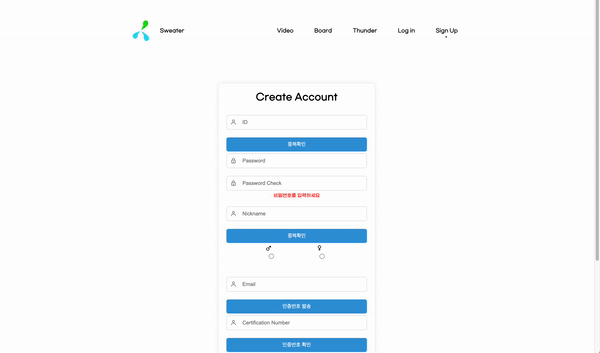 Sweater
Video
Board
Thunder
Log in
Sign Up
Create Account
ID
중복확인
Password
Password Check
비밀번호를 입력하세요
Nickname
중복확인
♂ ♀
Email
인증번호 발송
Certification Number
인증번호 확인